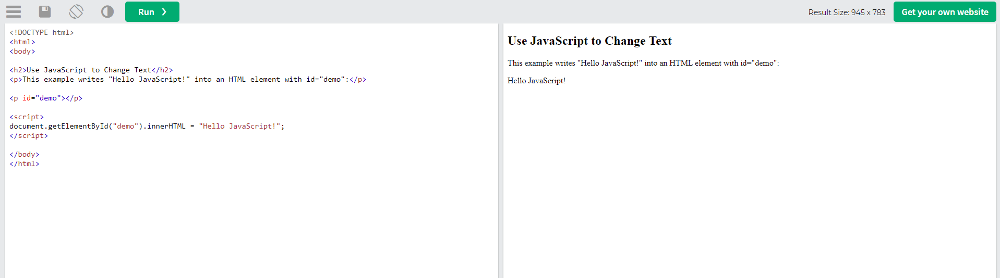 Run ❯
Result Size: 945 x 783
Get your own website
<!DOCTYPE html>
<html>
<body>
<h2>Use JavaScript to Change Text</h2>
<p>This example writes "Hello JavaScript!" into an HTML element with id="demo":</p>
<p id="demo"></p>
<script>
document.getElementById("demo").innerHTML = "Hello JavaScript!";
</script>
</body>
</html>
Use JavaScript to Change Text
This example writes "Hello JavaScript!" into an HTML element with id="demo":
Hello JavaScript!